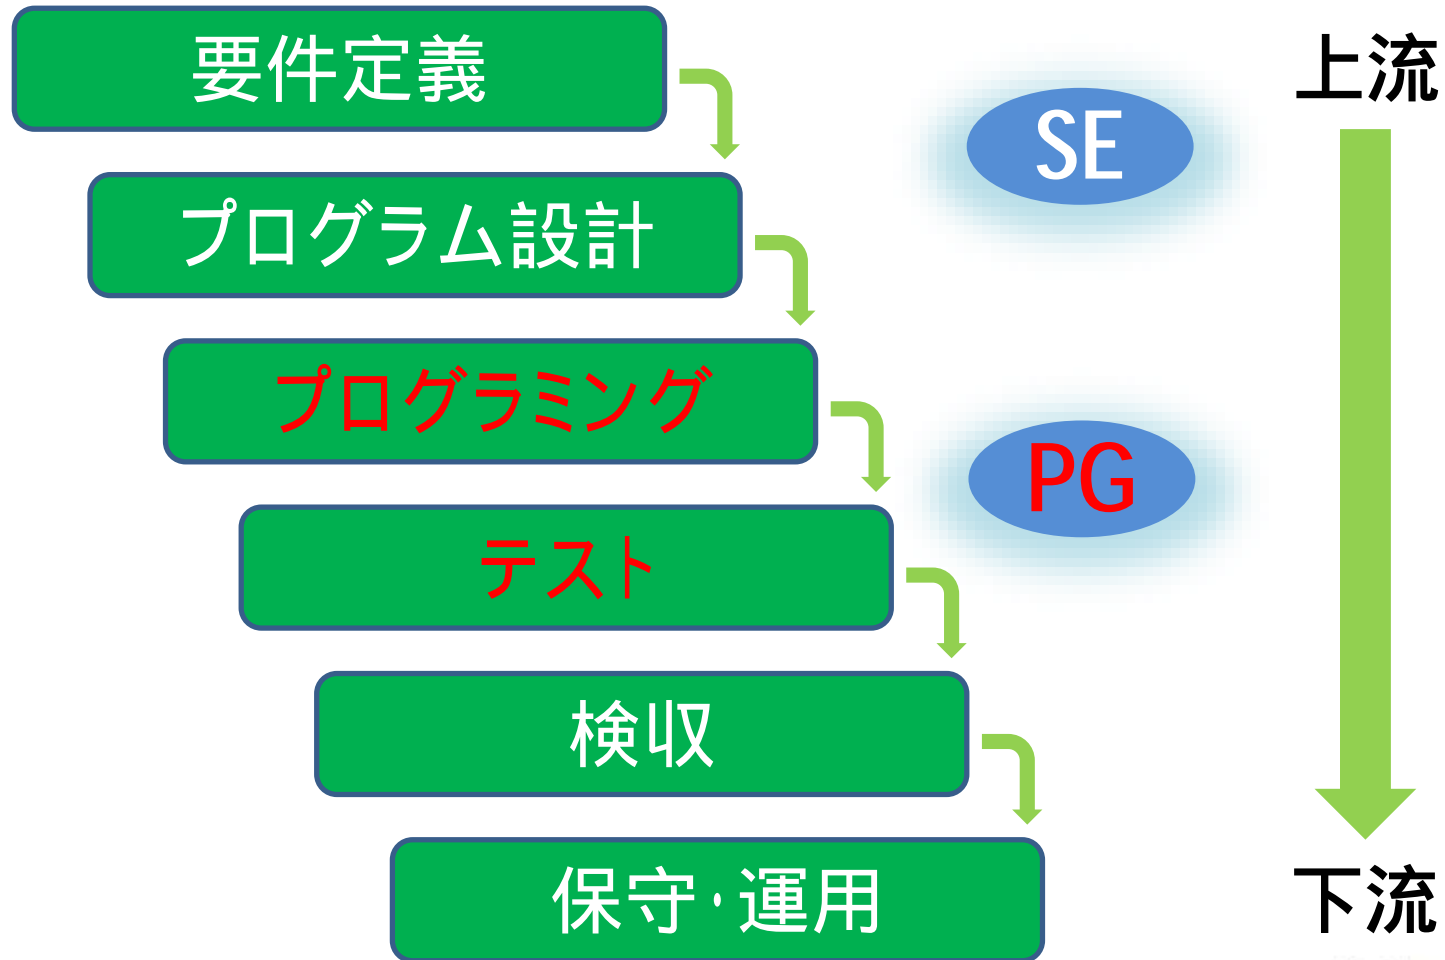 要件定義
上流
SE
プログラム設計
プログラミング
PG
テスト
検収
保守・運用
下流